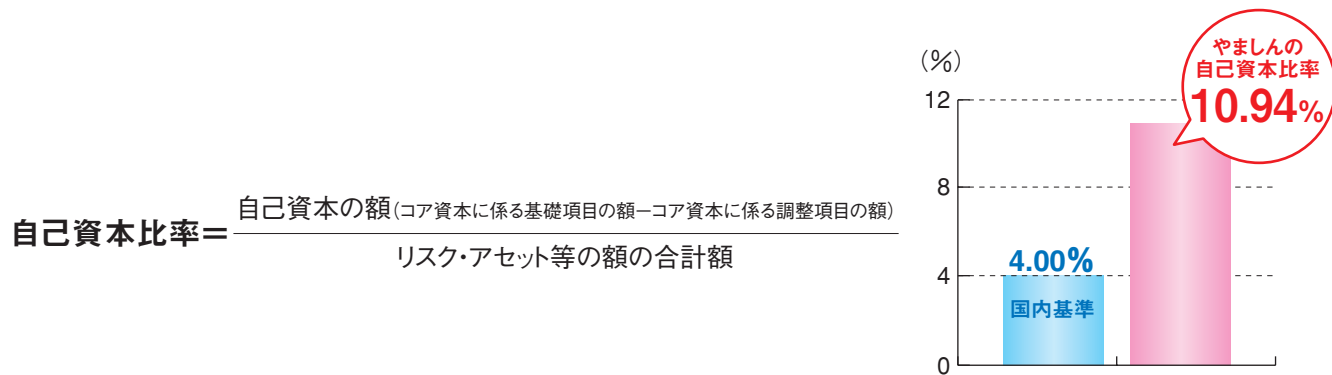 自己資本比率=
自己資本の額(コア資本に係る基礎項目の額ーコア資本に係る調整項目の額)
リスク・アセット等の額の合計額
(%)
12
8
4
0
4.00%
国内基準
やましんの
自己資本比率
10.94%